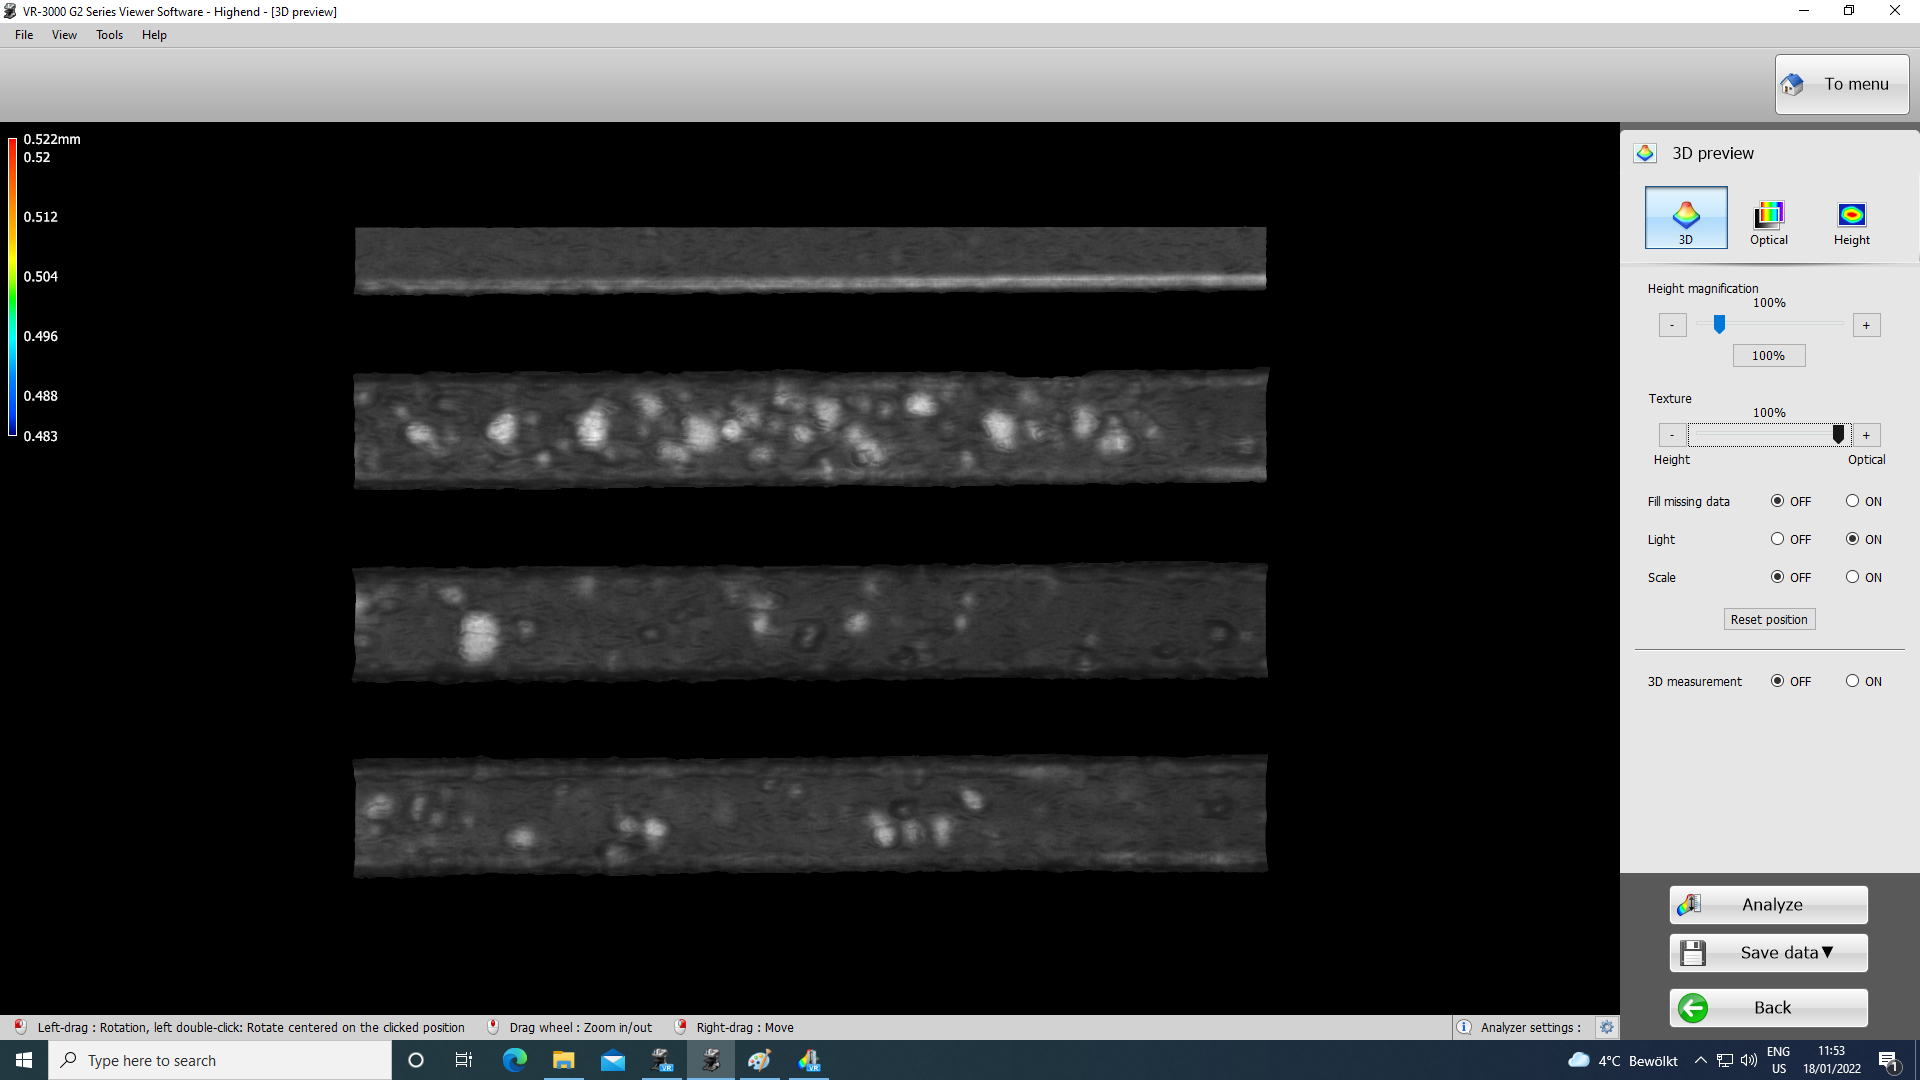 VR-3000 G2 Series Viewer Software - Highend - [3D preview]
File View Tools Help
To menu
0.522mm
0.52
0.512
0.504
0.496
0.488
0.483
3D preview
3D Optical Height
Height magnification
100%
- +
100%
Texture
100%
- +
Height Optical
Fill missing data OFF ON
Light OFF ON
Scale OFF ON
Reset position
3D measurement OFF ON
Analyze
Save data▼
Back
Left-drag : Rotation, left double-click: Rotate centered on the clicked position Drag wheel : Zoom in/out Right-drag : Move Analyzer settings :
Type here to search
VR
VR
4°C Bewölkt
ENG
US
11:53
18/01/2022
1